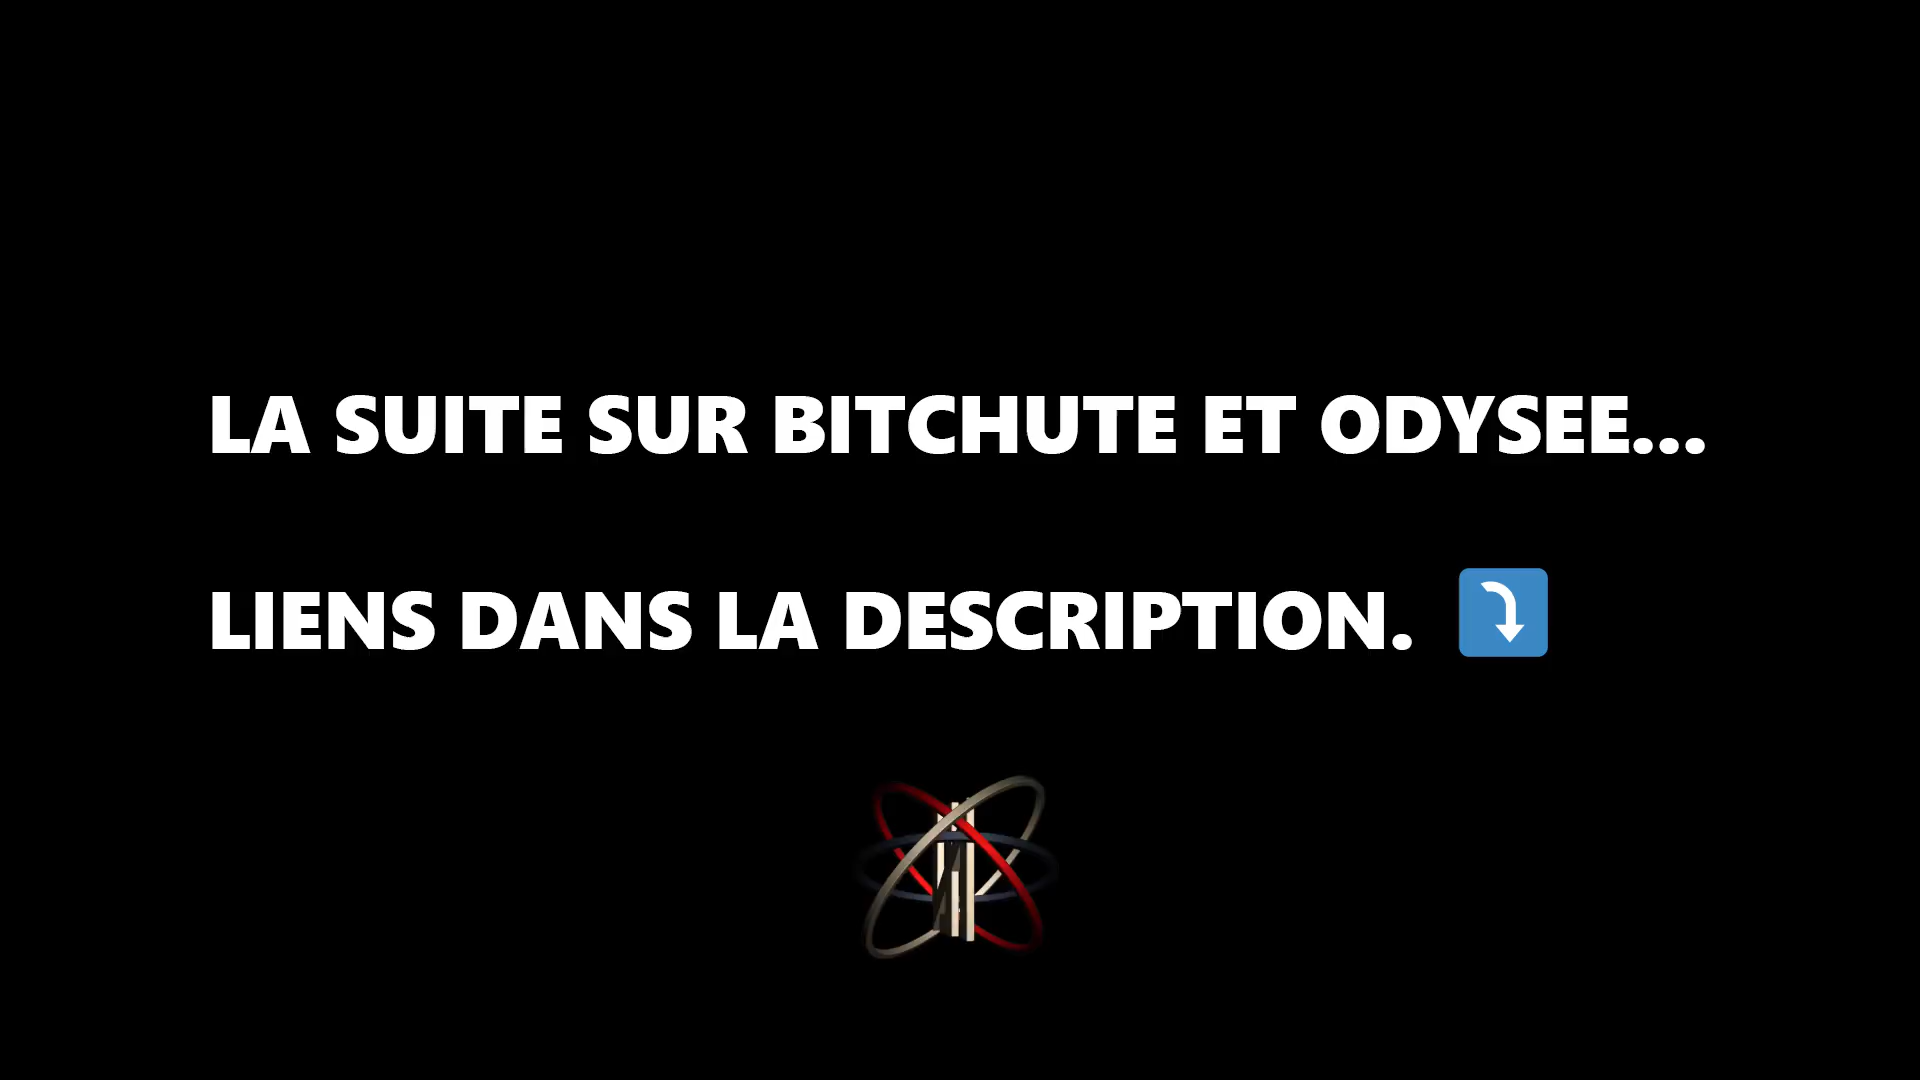 LA SUITE SUR BITCHUTE ET ODYSEE...
LIENS DANS LA DESCRIPTION. ⤵